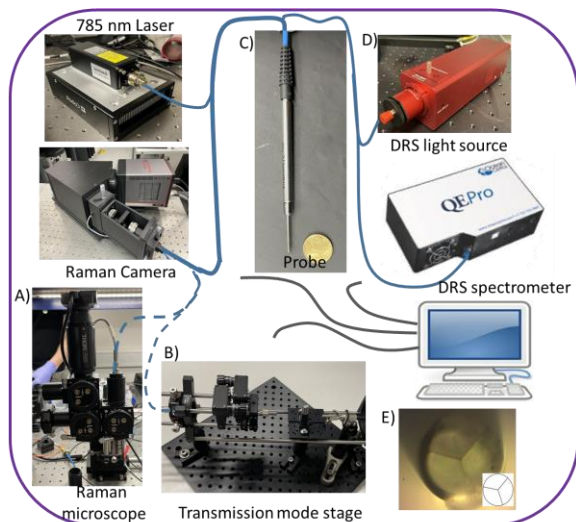 785 nm Laser
C)
D)
DRS light source
QEPro
Raman Camera
Probe
DRS spectrometer
A)
B)
E)
Raman
microscope
Transmission mode stage